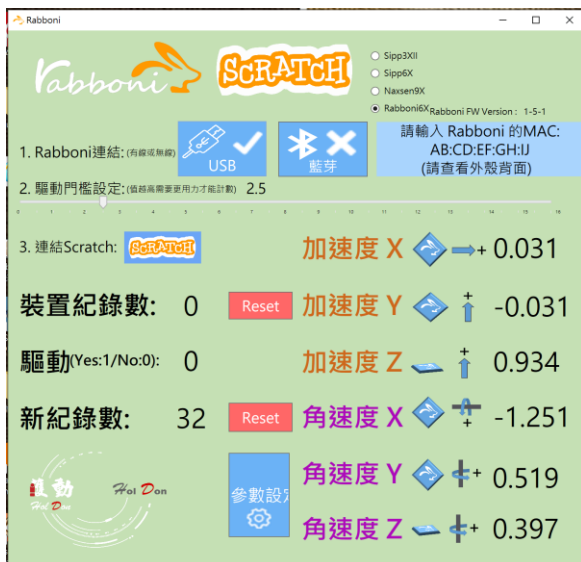 Rabboni
rabboni
SCRATCH
Sipp3XII
Sipp6X
Naxsen9X
Rabboni6X Rabboni FW Version : 1-5-1
請輸入 Rabboni 的MAC:
AB:CD:EF:GH:IJ
(請查看外殼背面)
1. Rabboni連結: (有線或無線)
USB
藍芽
2. 驅動門檻設定: (值越高需要更用力才能計數) 2.5
0 1 2 3 4 5 6 7 8 9 10 11 12 13 14 15 16
3. 連結Scratch: SCRATCH
加速度 X + 0.031
裝置紀錄數: 0 Reset
加速度 Y + -0.031
驅動(Yes:1/No:0): 0
加速度 Z + 0.934
新紀錄數: 32 Reset
角速度 X + -1.251
動
Hol Don
Hol Don
參數設
角速度 Y + 0.519
角速度 Z + 0.397